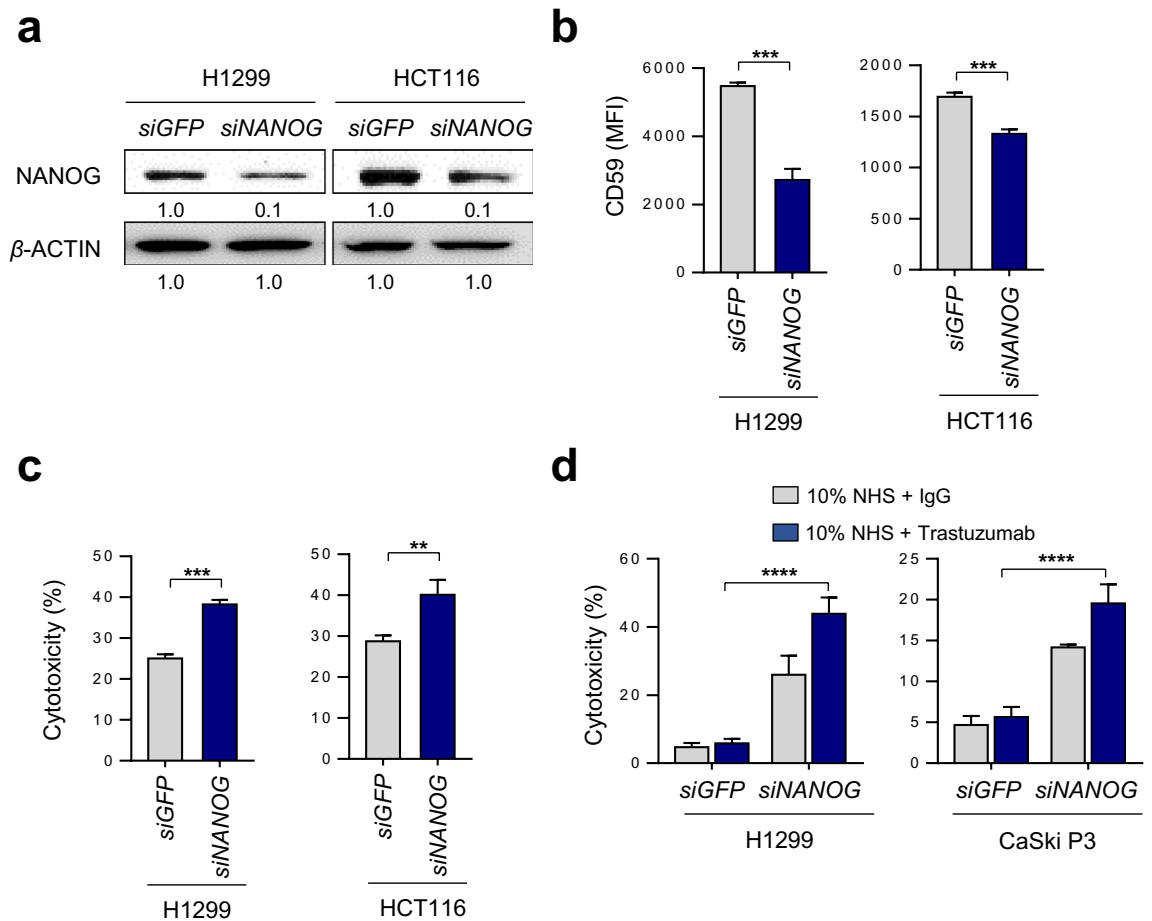 a
H1299 HCT116
siGFP siNANOG siGFP siNANOG
NANOG
1.0 0.1 1.0 0.1
β-ACTIN
1.0 1.0 1.0 1.0
b
CD59 (MFI)
6000
4000
2000
0
***
siGFP
siNANOG
H1299
2000
1500
1000
500
0
***
siGFP
siNANOG
HCT116
c
Cytotoxicity (%)
50
40
30
20
10
0
***
siGFP
siNANOG
H1299
50
40
30
20
10
0
**
siGFP
siNANOG
HCT116
d
10% NHS + IgG
10% NHS + Trastuzumab
Cytotoxicity (%)
60
40
20
0
****
siGFP siNANOG
H1299
25
20
15
10
5
0
****
siGFP siNANOG
CaSki P3